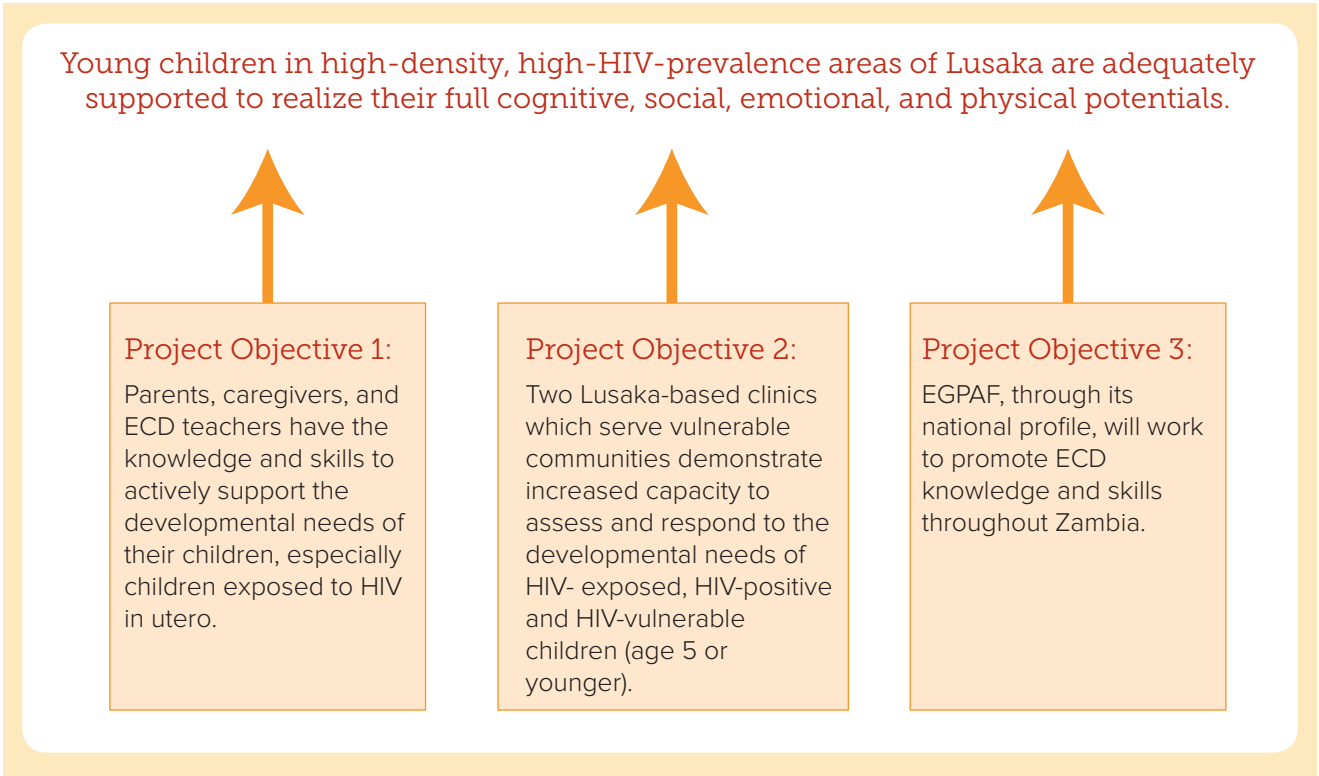 Young children in high-density, high-HIV-prevalence areas of Lusaka are adequately
supported to realize their full cognitive, social, emotional, and physical potentials.
Project Objective 1:
Parents, caregivers, and
ECD teachers have the
knowledge and skills to
actively support the
developmental needs of
their children, especially
children exposed to HIV
in utero.
Project Objective 2:
Two Lusaka-based clinics
which serve vulnerable
communities demonstrate
increased capacity to
assess and respond to the
developmental needs of
HIV- exposed, HIV-positive
and HIV-vulnerable
children (age 5 or
younger).
Project Objective 3:
EGPAF, through its
national profile, will work
to promote ECD
knowledge and skills
throughout Zambia.